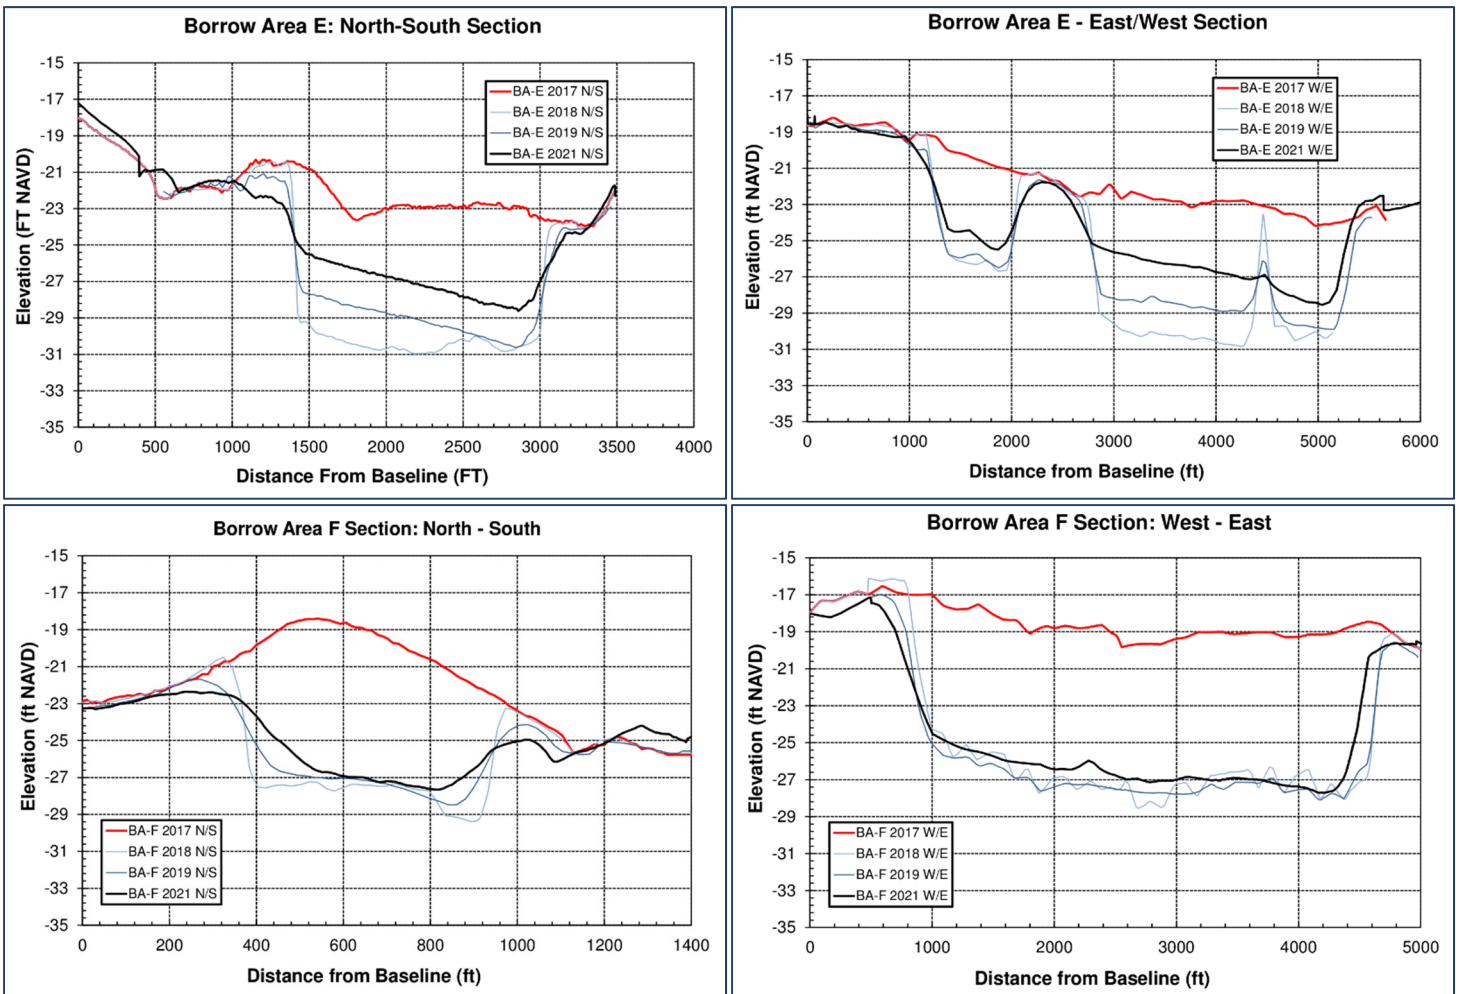 Borrow Area E: North-South Section
-15
-17
-19
-21
-23
-25
-27
-29
-31
-33
-35
Elevation (FT NAVD)
BA-E 2017 N/S
BA-E 2018 N/S
BA-E 2019 N/S
BA-E 2021 N/S
0 500 1000 1500 2000 2500 3000 3500 4000
Distance From Baseline (FT)
Borrow Area E - East/West Section
-15
-17
-19
-21
-23
-25
-27
-29
-31
-33
-35
Elevation (ft NAVD)
BA-E 2017 W/E
BA-E 2018 W/E
BA-E 2019 W/E
BA-E 2021 W/E
0 1000 2000 3000 4000 5000 6000
Distance from Baseline (ft)
Borrow Area F Section: North - South
-15
-17
-19
-21
-23
-25
-27
-29
-31
-33
-35
Elevation (ft NAVD)
BA-F 2017 N/S
BA-F 2018 N/S
BA-F 2019 N/S
BA-F 2021 N/S
0 200 400 600 800 1000 1200 1400
Distance from Baseline (ft)
Borrow Area F Section: West - East
-15
-17
-19
-21
-23
-25
-27
-29
-31
-33
-35
Elevation (ft NAVD)
BA-F 2017 W/E
BA-F 2018 W/E
BA-F 2019 W/E
BA-F 2021 W/E
0 1000 2000 3000 4000 5000
Distance from Baseline (ft)